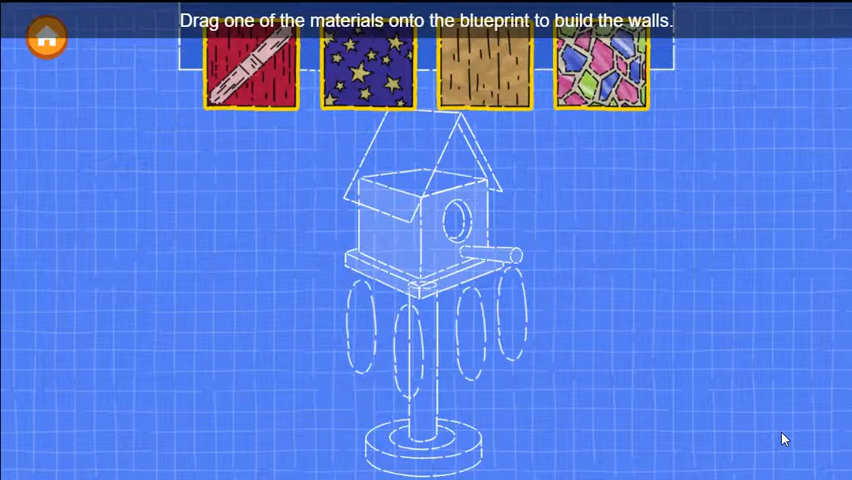 Drag one of the materials onto the blueprint to build the walls.